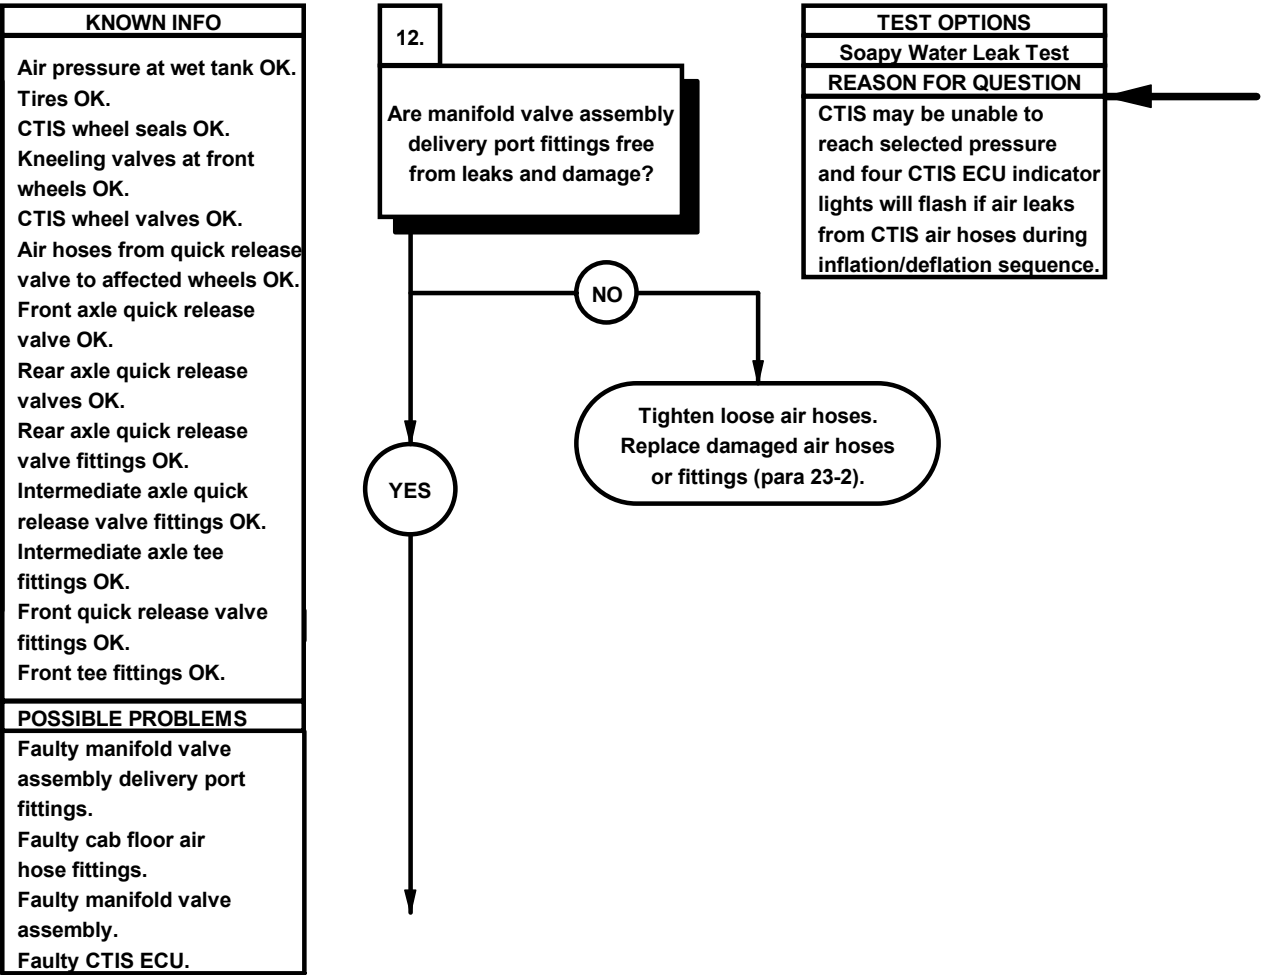 KNOWN INFO
Air pressure at wet tank OK.
Tires OK.
CTIS wheel seals OK.
Kneeling valves at front
wheels OK.
CTIS wheel valves OK.
Air hoses from quick release
valve to affected wheels OK.
Front axle quick release
valve OK.
Rear axle quick release
valves OK.
Rear axle quick release
valve fittings OK.
Intermediate axle quick
release valve fittings OK.
Intermediate axle tee
fittings OK.
Front quick release valve
fittings OK.
Front tee fittings OK.
POSSIBLE PROBLEMS
Faulty manifold valve
assembly delivery port
fittings.
Faulty cab floor air
hose fittings.
Faulty manifold valve
assembly.
Faulty CTIS ECU.
12.
Are manifold valve assembly
delivery port fittings free
from leaks and damage?
NO
Tighten loose air hoses.
Replace damaged air hoses
or fittings (para 23-2).
YES
TEST OPTIONS
Soapy Water Leak Test
REASON FOR QUESTION
CTIS may be unable to
reach selected pressure
and four CTIS ECU indicator
lights will flash if air leaks
from CTIS air hoses during
inflation/deflation sequence.